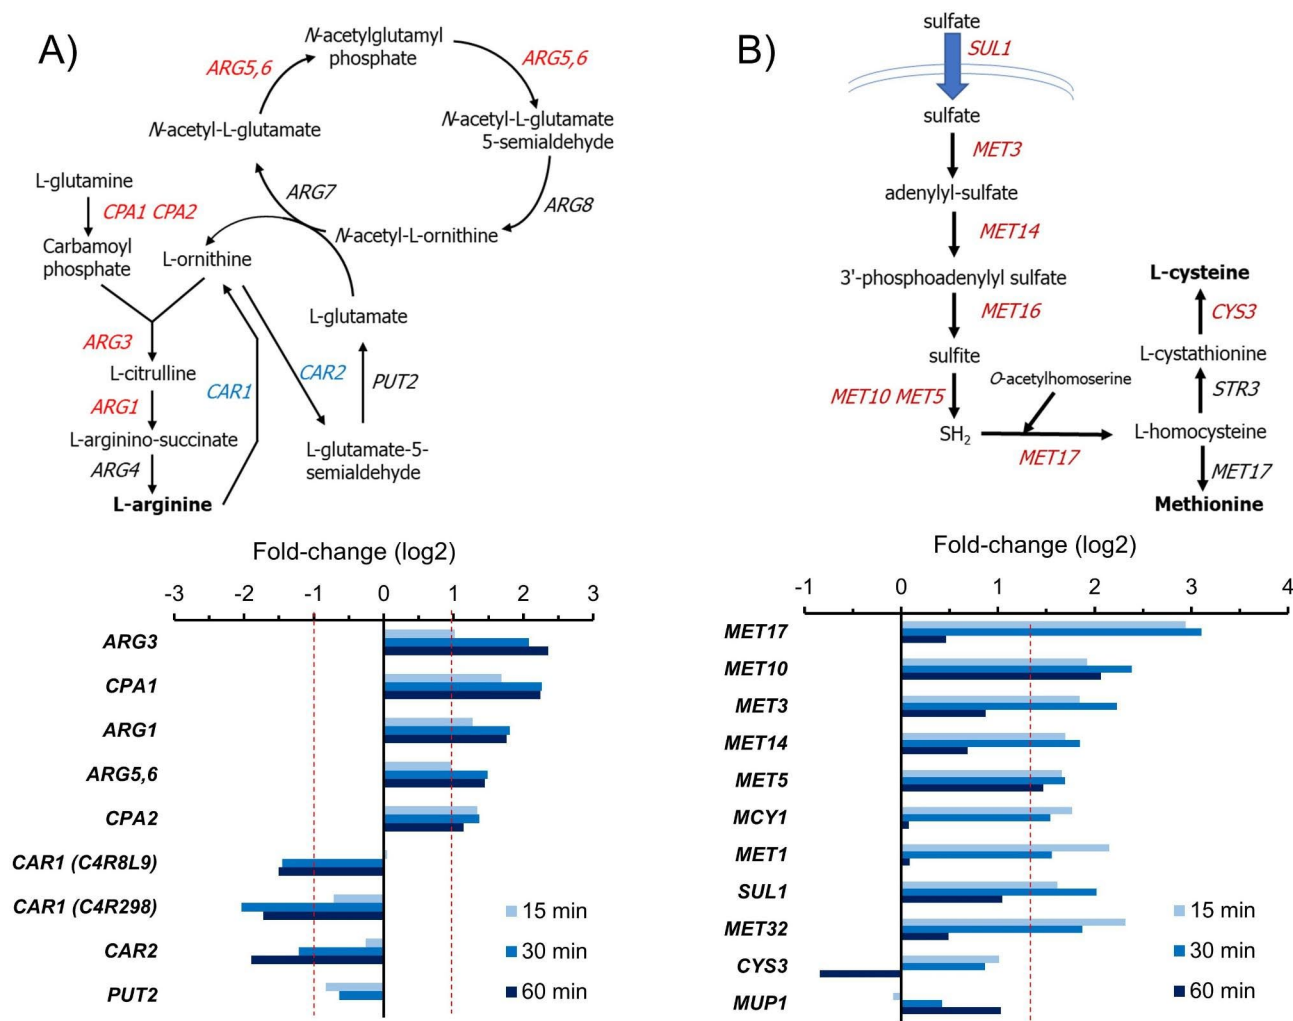 A)
N-acetylglutamyl
phosphate
ARG5,6
ARG5,6
N-acetyl-L-glutamate
N-acetyl-L-glutamate
5-semialdehyde
L-glutamine
ARG7
ARG8
CPA1 CPA2
Carbamoyl
phosphate
L-ornithine
N-acetyl-L-ornithine
L-glutamate
ARG3
L-citrulline
CAR1
CAR2
PUT2
ARG1
L-arginino-succinate
ARG4
L-glutamate-5-
semialdehyde
L-arginine
Fold-change (log2)
-3 -2 -1 0 1 2 3
ARG3
CPA1
ARG1
ARG5,6
CPA2
CAR1 (C4R8L9)
CAR1 (C4R298)
CAR2
PUT2
15 min
30 min
60 min
B)
sulfate
SUL1
sulfate
MET3
adenylyl-sulfate
MET14
3'-phosphoadenylyl sulfate
MET16
sulfite
MET10 MET5
O-acetylhomoserine
SH2
MET17
L-cysteine
CYS3
L-cystathionine
STR3
L-homocysteine
MET17
Methionine
Fold-change (log2)
-1 0 1 2 3 4
MET17
MET10
MET3
MET14
MET5
MCY1
MET1
SUL1
MET32
CYS3
MUP1
15 min
30 min
60 min